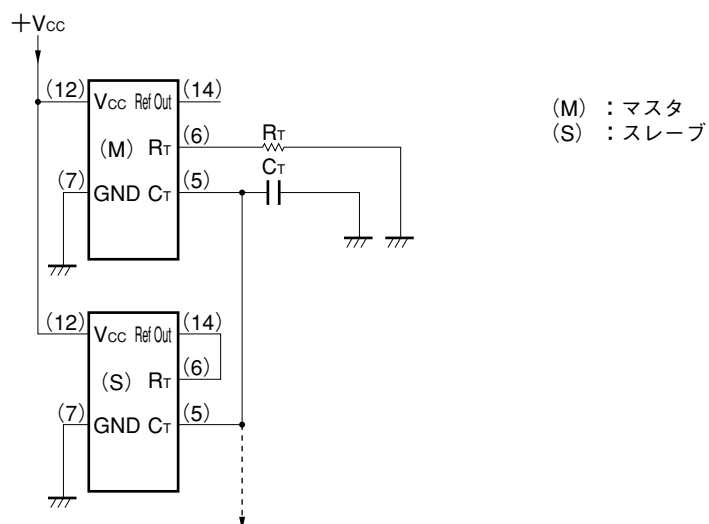 +Vcc
(12) Vcc Ref Out (14)
(M) RT (6) RT
(7) GND CT (5) CT
(12) Vcc Ref Out (14)
(S) RT (6)
(7) GND CT (5)
(M) :マスタ
(S) :スレーブ